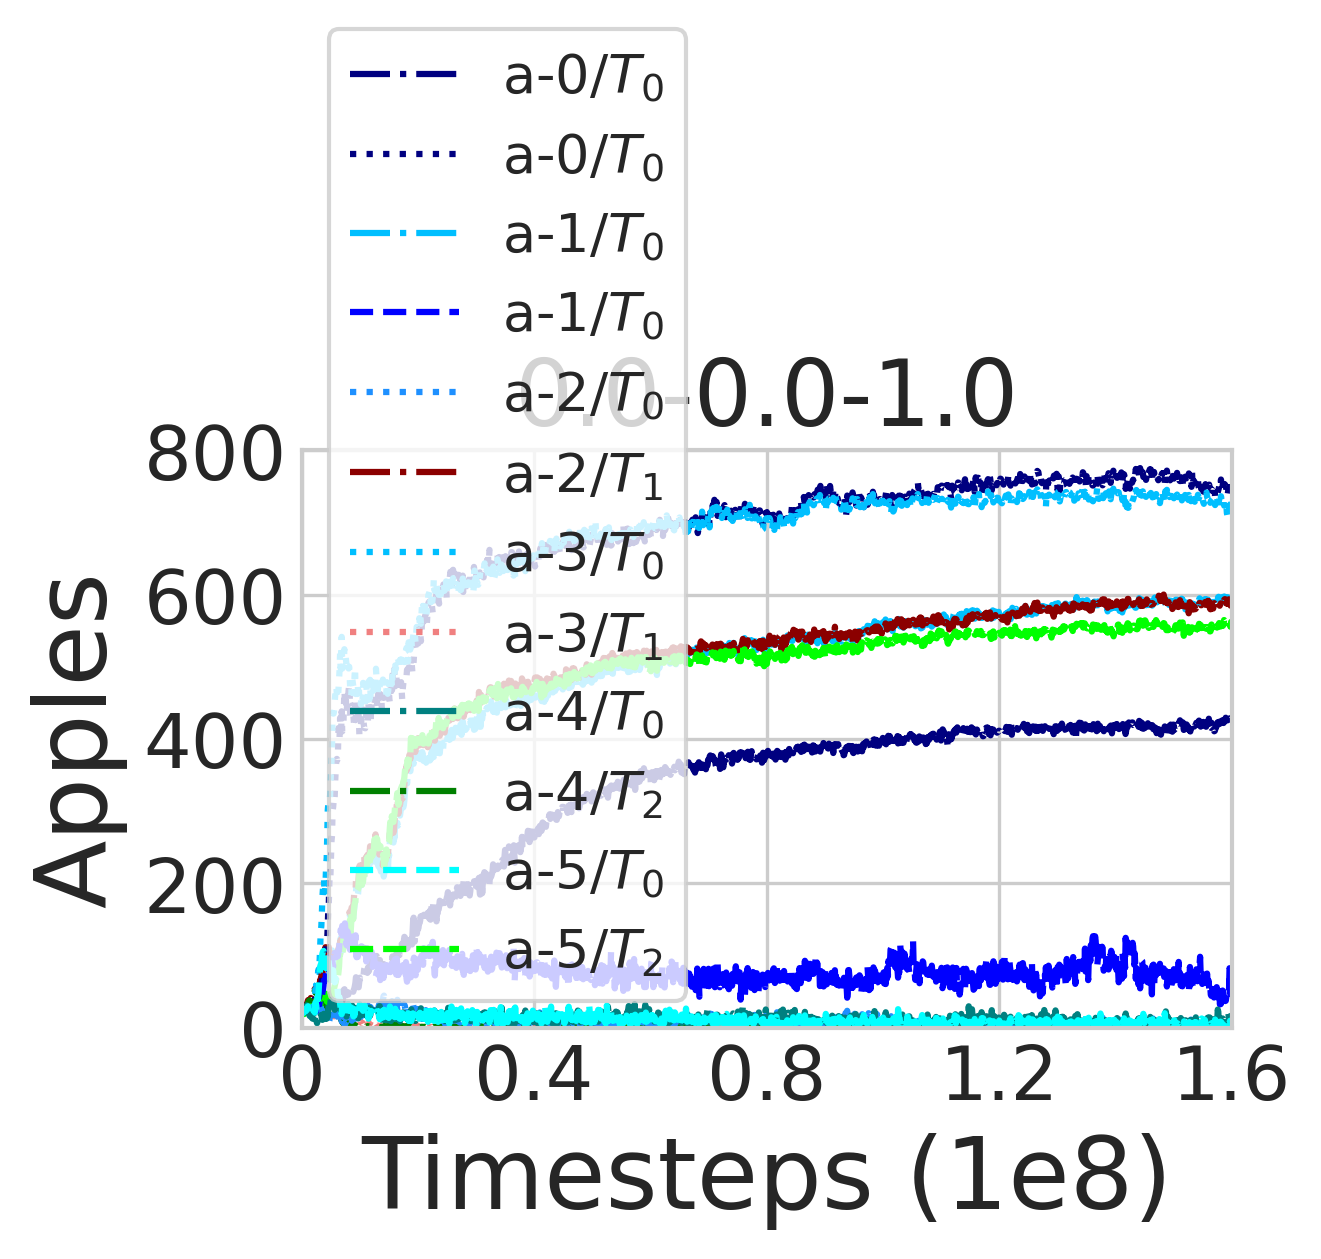 a-0/T₀
a-0/T₀
a-1/T₀
a-1/T₀
a-2/T₀
a-2/T₁
a-3/T₀
a-3/T₁
a-4/T₀
a-4/T₂
a-5/T₀
a-5/T₂
0.0-0.0-1.0
800
600
400
200
0
Apples
0 0.4 0.8 1.2 1.6
Timesteps (1e8)